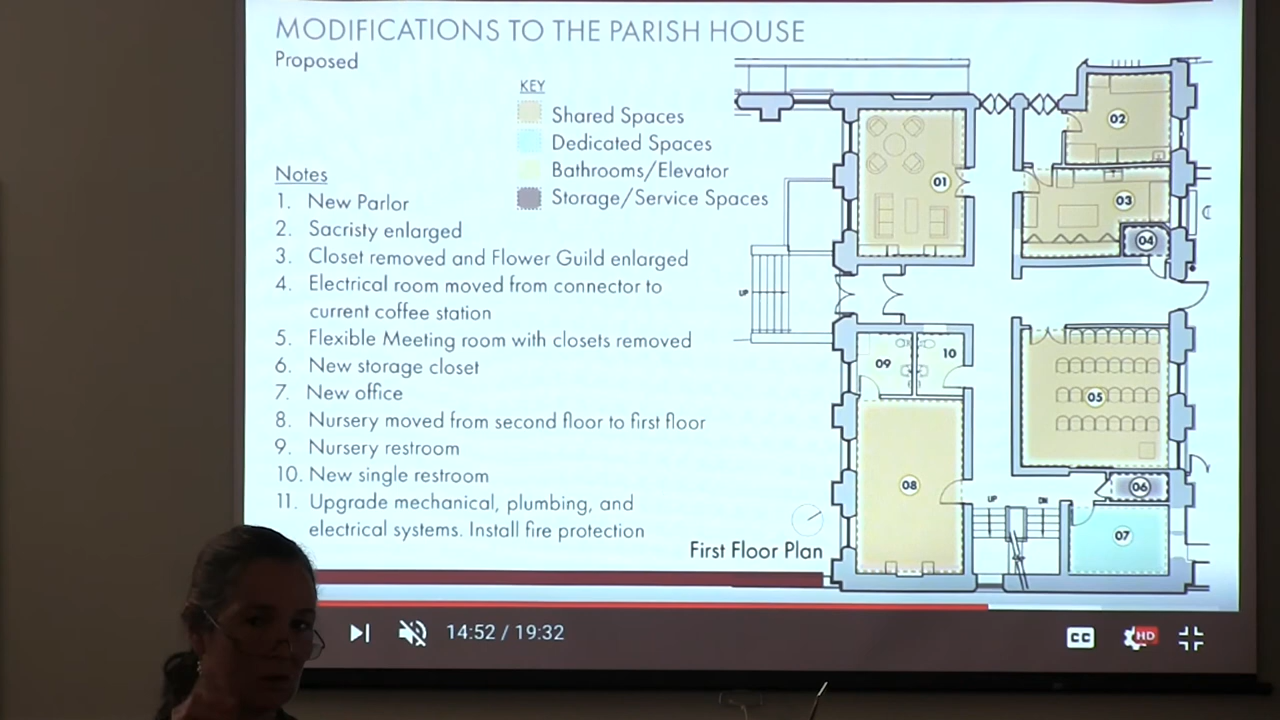 MODIFICATIONS TO THE PARISH HOUSE
Proposed
KEY
Shared Spaces
Dedicated Spaces
Bathrooms/Elevator
Storage/Service Spaces
Notes
1. New Parlor
2. Sacristy enlarged
3. Closet removed and Flower Guild enlarged
4. Electrical room moved from connector to
current coffee station
5. Flexible Meeting room with closets removed
6. New storage closet
7. New office
8. Nursery moved from second floor to first floor
9. Nursery restroom
10. New single restroom
11. Upgrade mechanical, plumbing, and
electrical systems. Install fire protection
First Floor Plan
02
01
03
04
UP
09
10
05
08
06
UP
DN
07
14:52 / 19:32
CC
HD